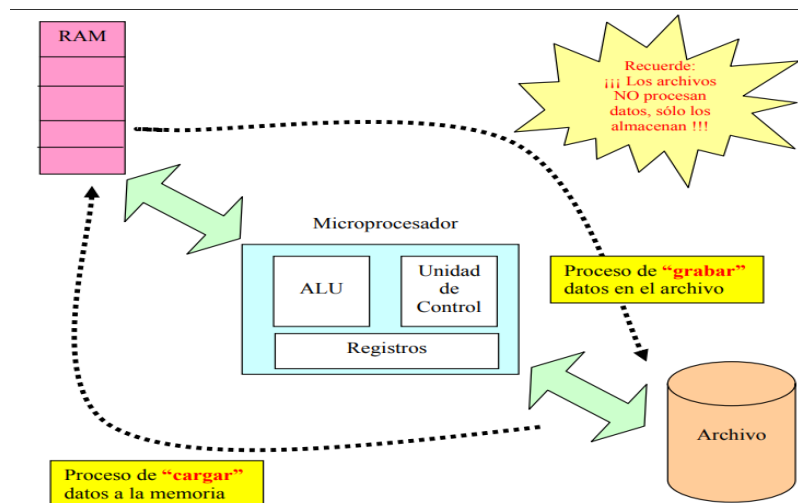 RAM
Recuerde:
¡¡¡ Los archivos
NO procesan
datos, sólo los
almacenan !!!
Microprocesador
ALU
Unidad
de
Control
Registros
Proceso de “grabar”
datos en el archivo
Archivo
Proceso de “cargar”
datos a la memoria